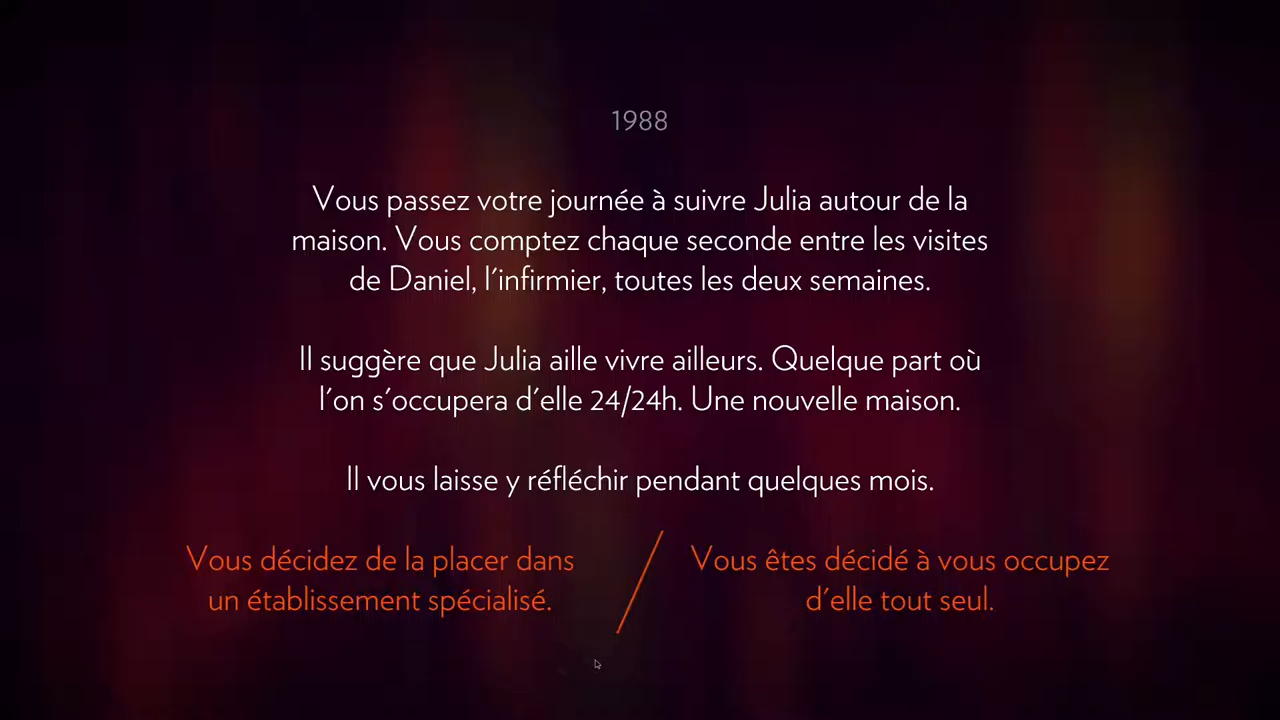 1988
Vous passez votre journée à suivre Julia autour de la
maison. Vous comptez chaque seconde entre les visites
de Daniel, l'infirmier, toutes les deux semaines.
Il suggère que Julia aille vivre ailleurs. Quelque part où
l'on s'occupera d'elle 24/24h. Une nouvelle maison.
Il vous laisse y réfléchir pendant quelques mois.
Vous décidez de la placer dans
un établissement spécialisé.
Vous êtes décidé à vous occupez
d'elle tout seul.